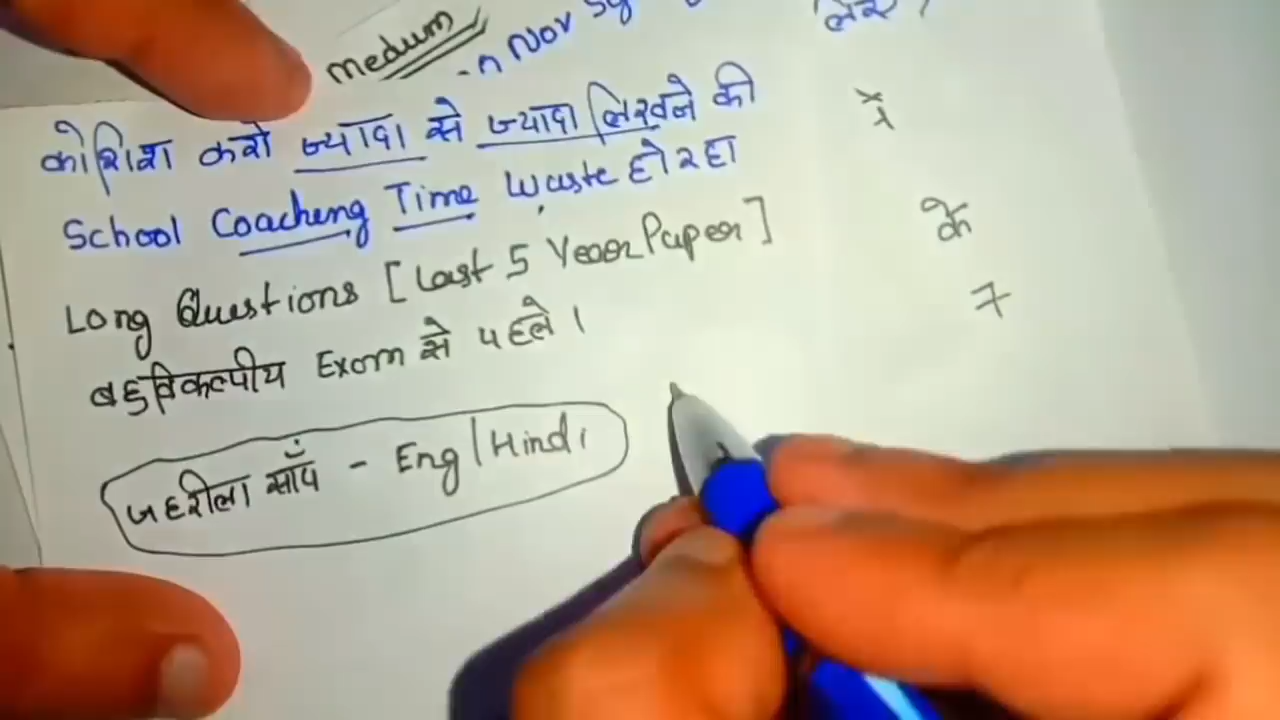 medium
कोशिश करो ज्यादा से ज्यादा लिखने की
School Coaching Time Waste हो रहा
Long Questions [Last 5 Year Paper]
बहुविकल्पीय Exam से पहले।
जहरीला साँप - Eng/Hindi
के